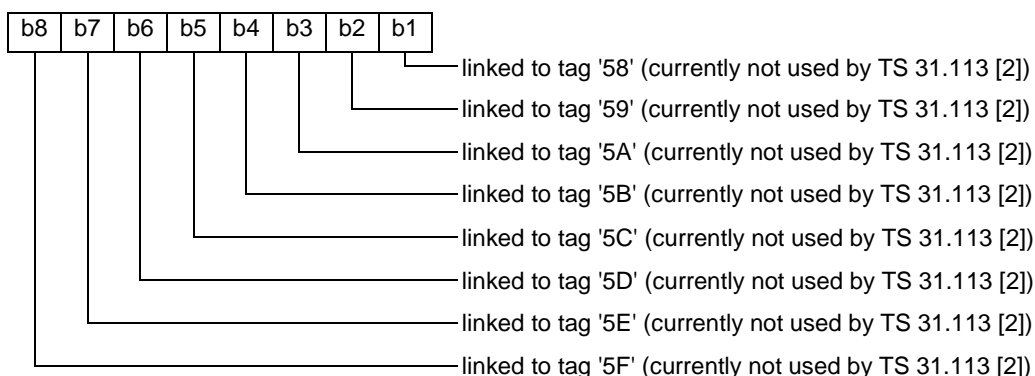 b8 b7 b6 b5 b4 b3 b2 b1
linked to tag '58' (currently not used by TS 31.113 [2])
linked to tag '59' (currently not used by TS 31.113 [2])
linked to tag '5A' (currently not used by TS 31.113 [2])
linked to tag '5B' (currently not used by TS 31.113 [2])
linked to tag '5C' (currently not used by TS 31.113 [2])
linked to tag '5D' (currently not used by TS 31.113 [2])
linked to tag '5E' (currently not used by TS 31.113 [2])
linked to tag '5F' (currently not used by TS 31.113 [2])